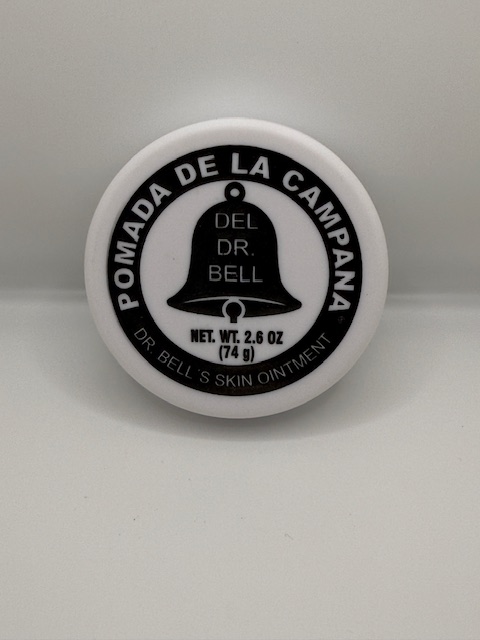 POMADA DE LA CAMPANA
DEL
DR.
BELL
NET. WT. 2.6 OZ
(74 g)
DR. BELL´S SKIN OINTMENT